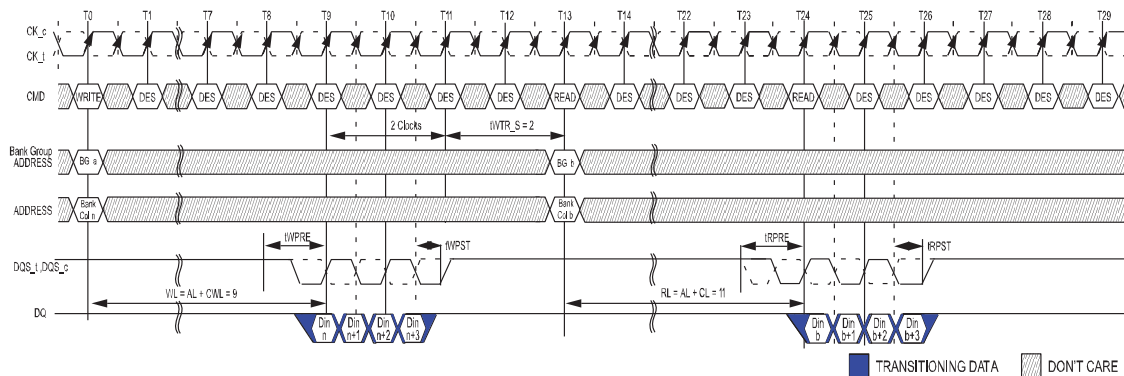 T0 T1 T7 T8 T9 T10 T11 T12 T13 T14 T22 T23 T24 T25 T26 T27 T28 T29
CK_c
CK_t
CMD WRITE DES DES DES DES DES DES DES READ DES DES DES READ DES DES DES DES DES
2 Clocks tWTR_S = 2
Bank Group
ADDRESS BG a BG b
ADDRESS Bank Col n Bank Col b
tWPRE tWPST tRPRE tRPST
DQS_t ,DQS_c
WL = AL + CWL = 9 RL = AL + CL = 11
DQ Din n Din n+1 Din n+2 Din n+3 Din b Din b+1 Din b+2 Din b+3
TRANSITIONING DATA DON'T CARE